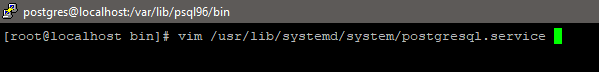 postgres@localhost:/var/lib/psql96/bin
[root@localhost bin]# vim /usr/lib/systemd/system/postgresql.service